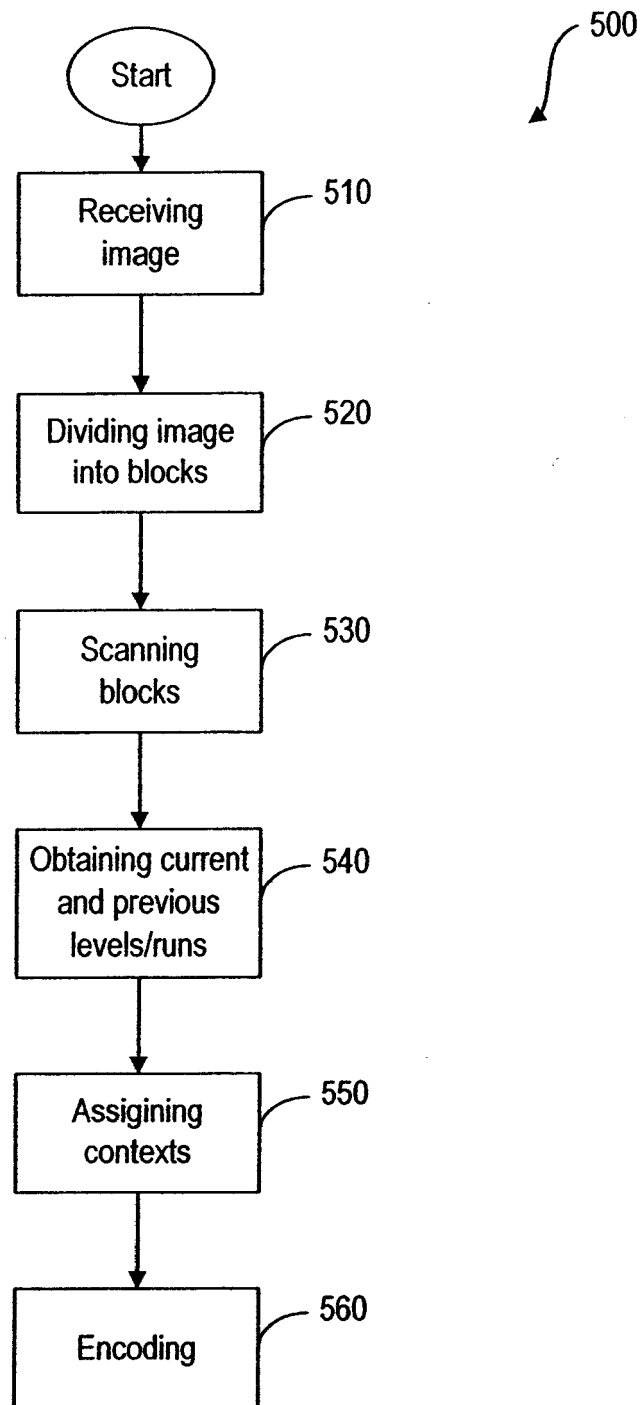 500
Start
510
Receiving
image
520
Dividing image
into blocks
530
Scanning
blocks
540
Obtaining current
and previous
levels/runs
550
Assigining
contexts
560
Encoding